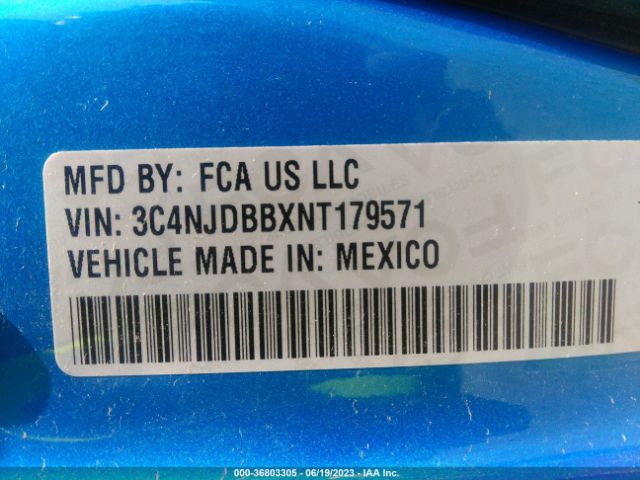 MFD BY: FCA US LLC
VIN: 3C4NJDBBXNT179571
VEHICLE MADE IN: MEXICO
000-36803305 - 06/19/2023 - IAA Inc.